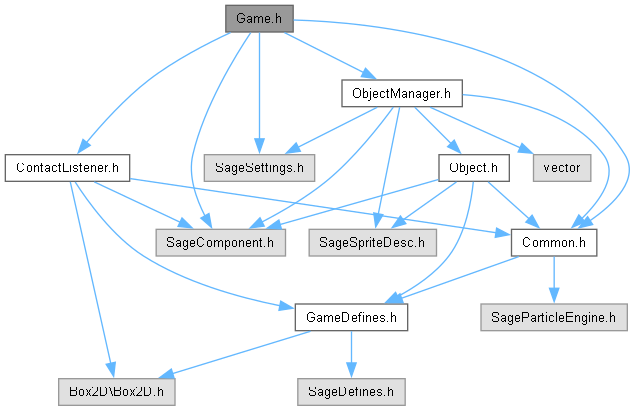 Game.h
ObjectManager.h
ContactListener.h
SageSettings.h
Object.h
vector
SageComponent.h
SageSpriteDesc.h
Common.h
GameDefines.h
SageParticleEngine.h
Box2D\Box2D.h
SageDefines.h